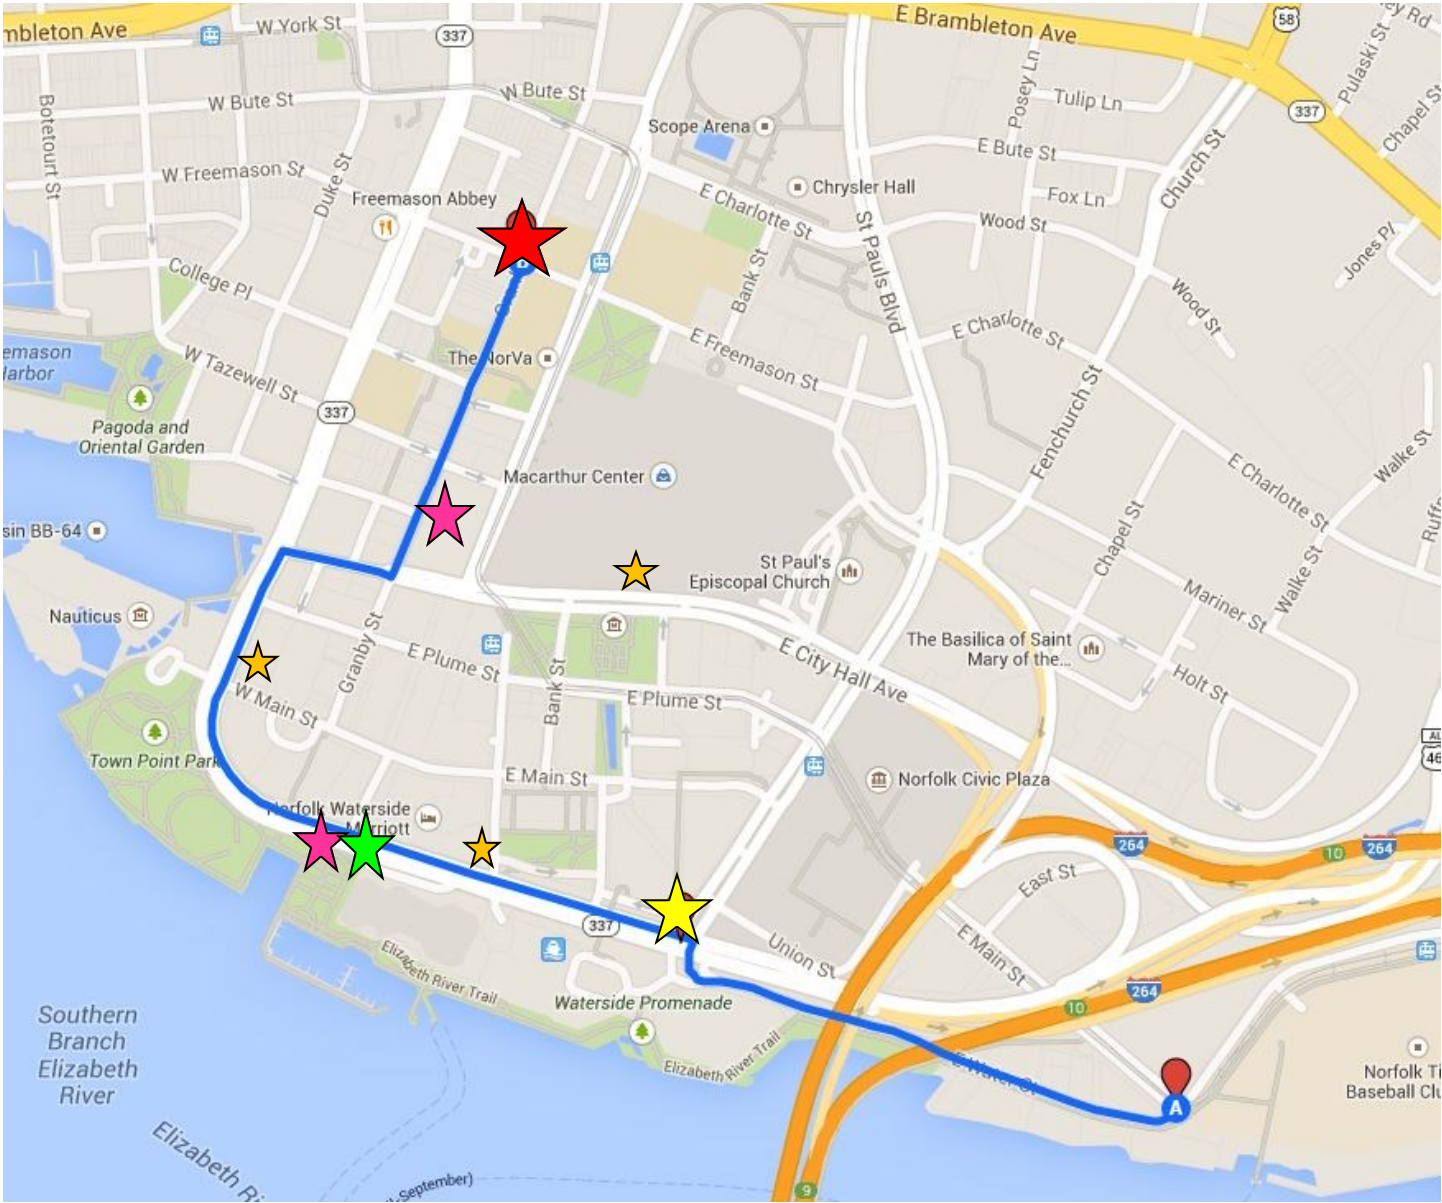 mbleton Ave
W York St
337
E Brambleton Ave
58
ey Rd
Pulaski St
Chapel St
Botetourt St
W Bute St
W Bute St
Posey Ln
Tulip Ln
337
Scope Arena
E Bute St
Church St
W Freemason St
Duke St
Freemason Abbey
E Charlotte St
Chrysler Hall
Fox Ln
Wood St
St Pauls Blvd
Jones Pl
College Pl
Bank St
Wood St
E Charlotte St
emason
Harbor
The NorVa
E Freemason St
W Tazewell St
337
Fenchurch St
Pagoda and
Oriental Garden
Macarthur Center
E Charlotte St
Walke St
sin BB-64
Chapel St
Ruffn
St Paul's
Episcopal Church
Walke St
Mariner St
Nauticus
The Basilica of Saint
Mary of the...
E City Hall Ave
Granby St
E Plume St
Bank St
E Plume St
Holt St
W Main St
Town Point Park
E Main St
Norfolk Civic Plaza
46
Norfolk Waterside
Marriott
264
10
264
East St
337
Union St
E Main St
Elizabeth River Trail
264
10
Waterside Promenade
Southern
Branch
Elizabeth
River
Elizabeth River Trail
E Water St
A
Norfolk Ti
Baseball Clu
Elizabeth Ri
-September)
9